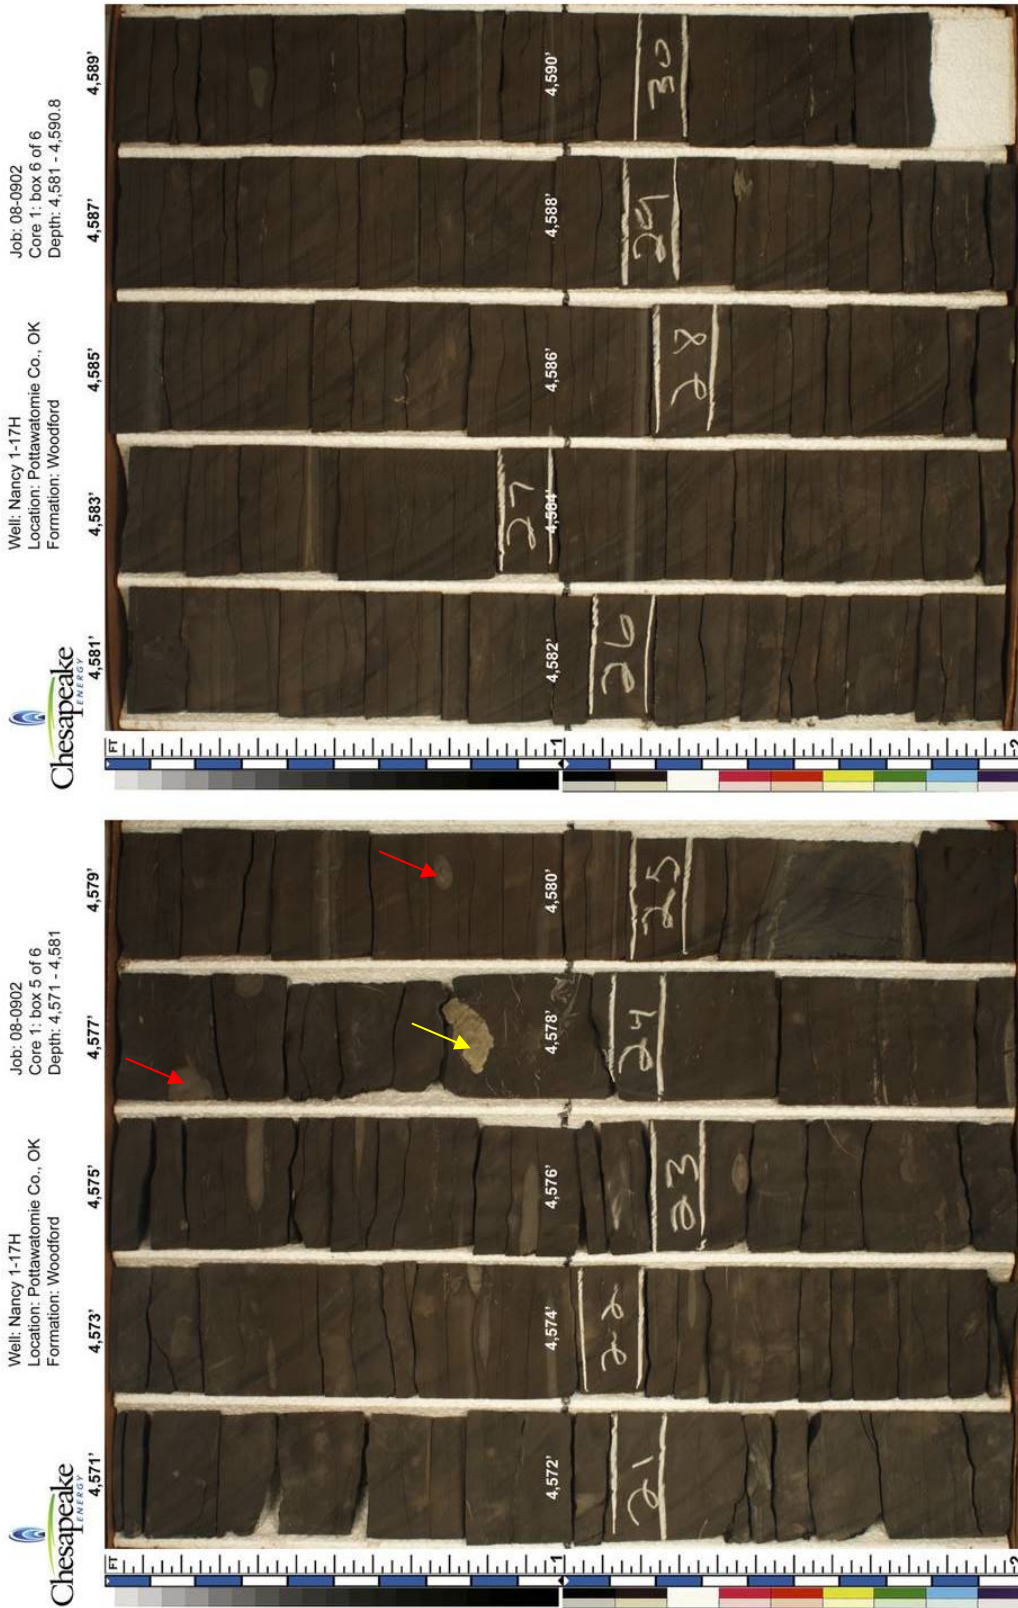 Chesapeake
ENERGY
Well: Nancy 1-17H
Location: Pottawatomie Co., OK
Formation: Woodford
Job: 08-0902
Core 1: box 6 of 6
Depth: 4,581 - 4,590.8
4,581'
4,583'
4,585'
4,587'
4,589'
FT
1
2
4,582'
4,584'
4,586'
4,588'
4,590'
26
27
28
29
30
Chesapeake
ENERGY
Well: Nancy 1-17H
Location: Pottawatomie Co., OK
Formation: Woodford
Job: 08-0902
Core 1: box 5 of 6
Depth: 4,571 - 4,581
4,571'
4,573'
4,575'
4,577'
4,579'
FT
1
2
4,572'
4,574'
4,576'
4,578'
4,580'
21
22
23
24
25